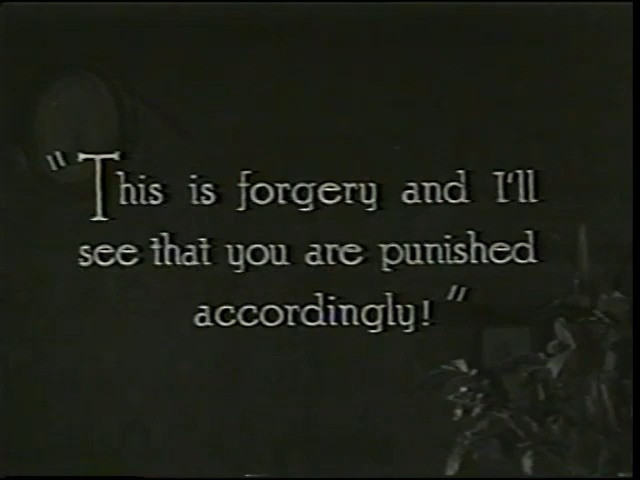 "This is forgery and I'll
see that you are punished
accordingly!"